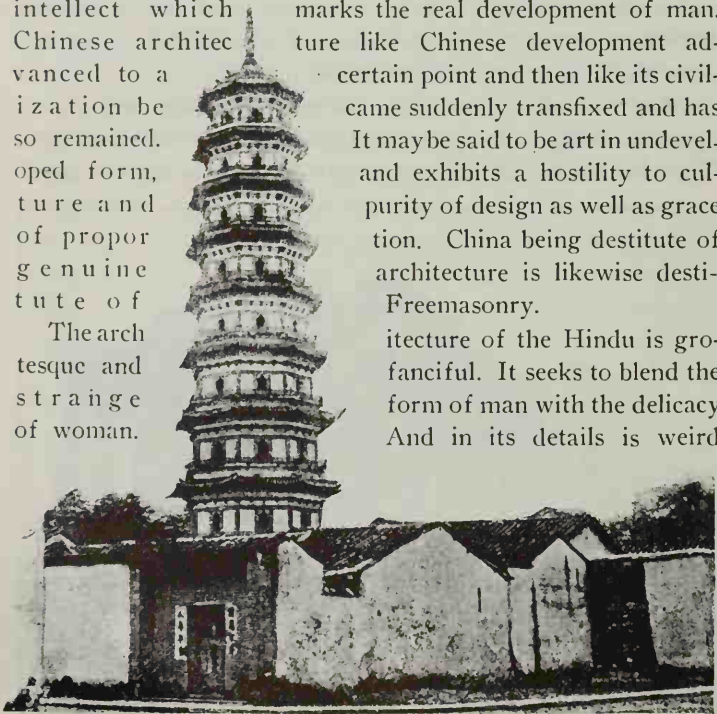 intellect which marks the real development of man.
Chinese architec ture like Chinese development ad-
vanced to a certain point and then like its civil-
ization be came suddenly transfixed and has
so remained. It may be said to be art in undevel-
oped form, and exhibits a hostility to cul-
ture and purity of design as well as grace
of propor tion. China being destitute of
genuine architecture is likewise desti-
tute of Freemasonry.
The arch itecture of the Hindu is gro-
tesque and fanciful. It seeks to blend the
strange form of man with the delicacy
of woman. And in its details is weird